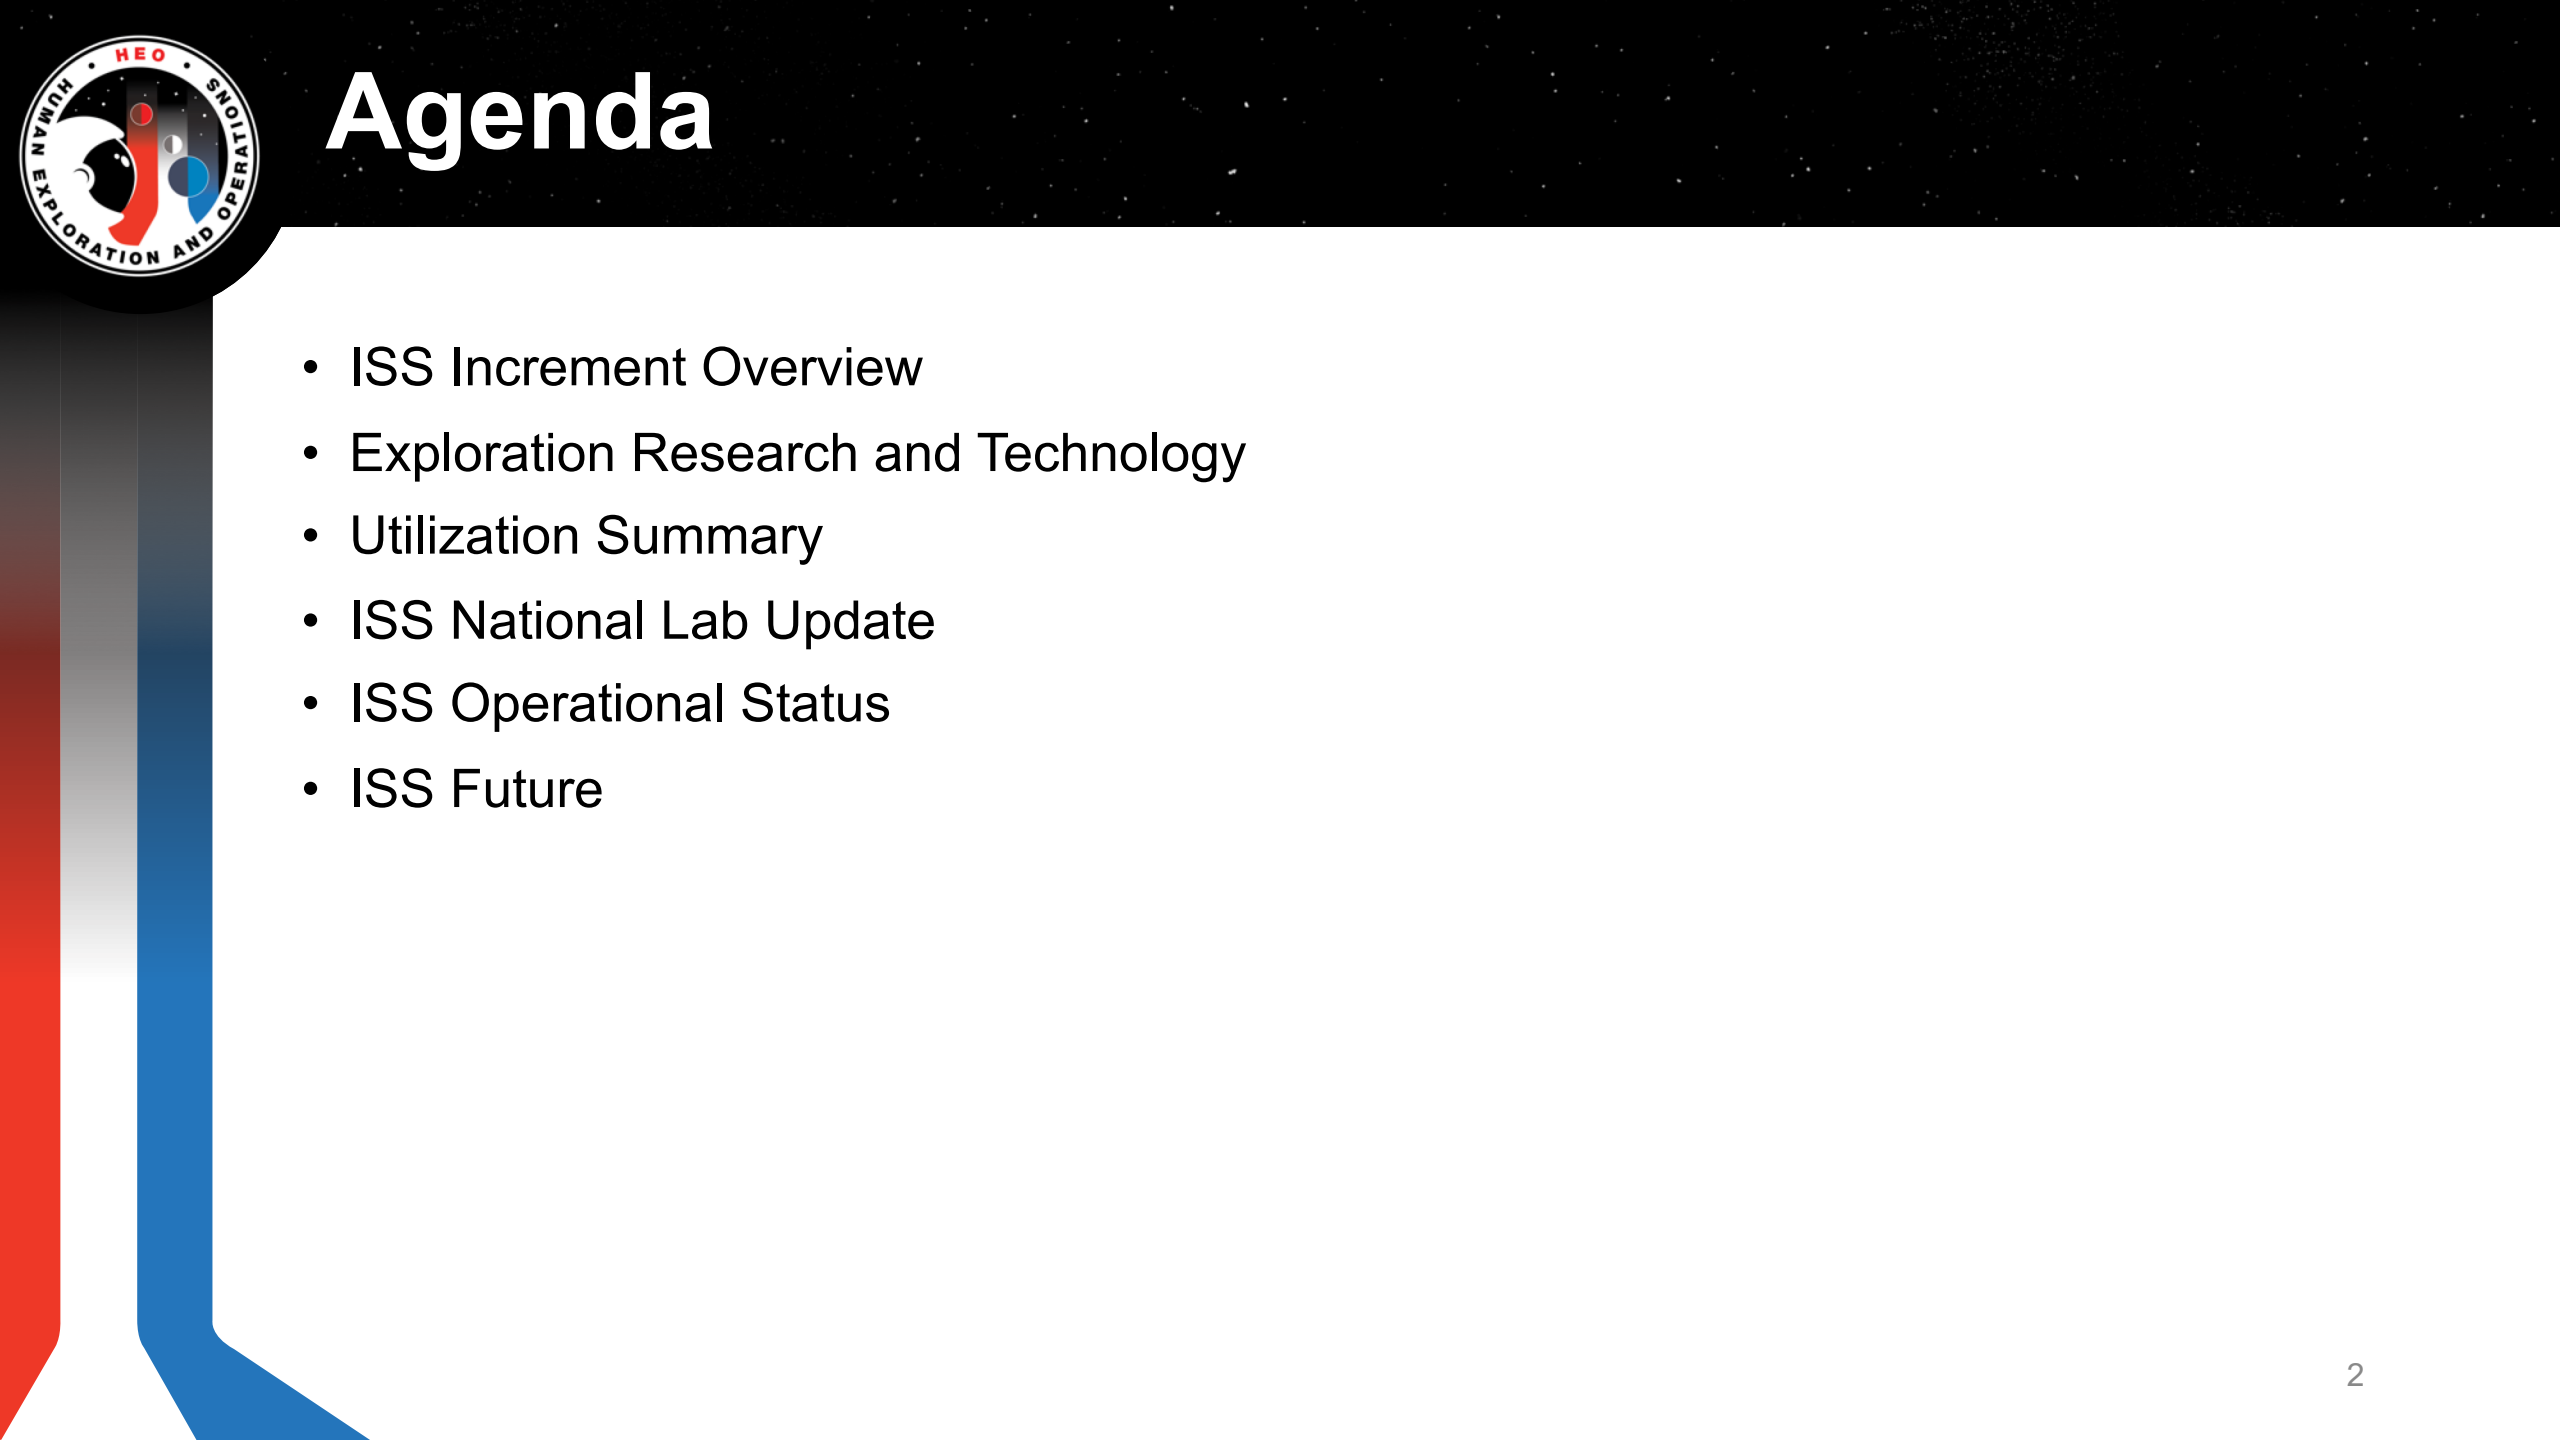 HEO
HUMAN EXPLORATION AND OPERATIONS
Agenda
• ISS Increment Overview
• Exploration Research and Technology
• Utilization Summary
• ISS National Lab Update
• ISS Operational Status
• ISS Future
2